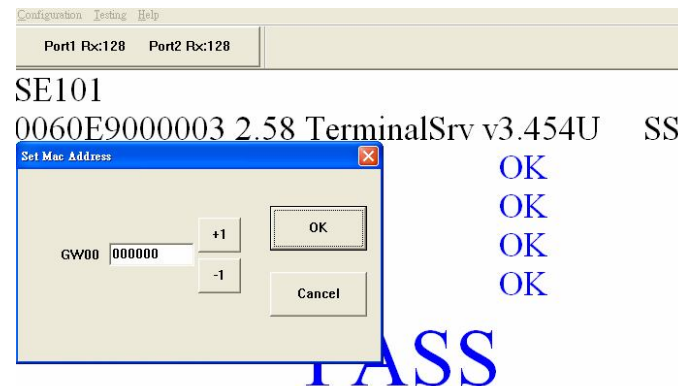 Configuration Testing Help
Port1 Rx:128 Port2 Rx:128
SE101
0060E9000003 2.58 TerminalSrv v3.454U SS
Set Mac Address
OK
OK
OK
OK
GW00 000000 +1 -1 OK
Cancel
PASS